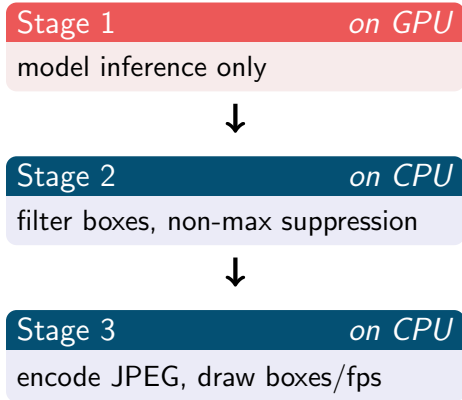 Stage 1 on GPU
model inference only
Stage 2 on CPU
filter boxes, non-max suppression
Stage 3 on CPU
encode JPEG, draw boxes/fps